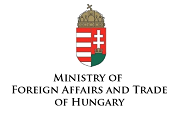 MINISTRY OF
FOREIGN AFFAIRS AND TRADE
OF HUNGARY